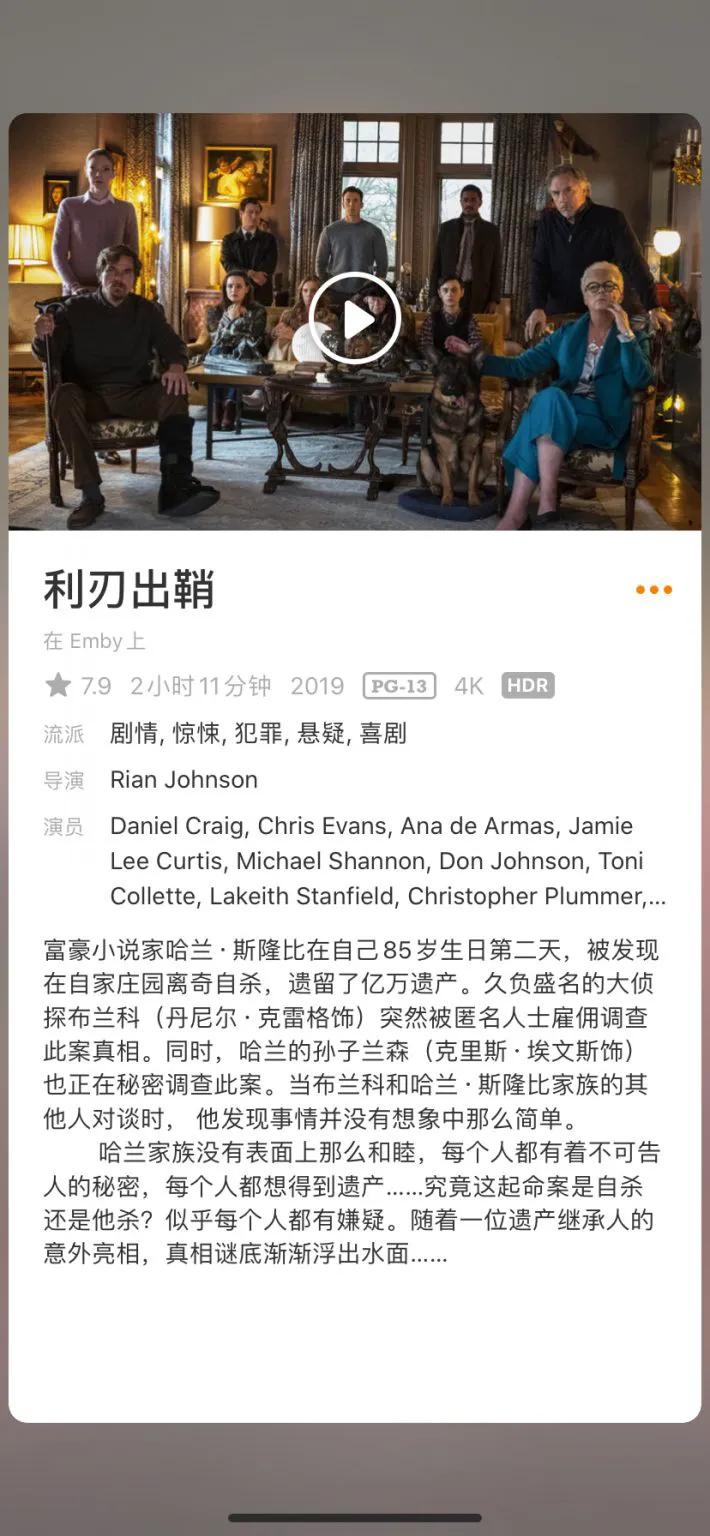 利刃出鞘
在 Emby 上
7.9 2小时11分钟 2019 PG-13 4K HDR
流派 剧情, 惊悚, 犯罪, 悬疑, 喜剧
导演 Rian Johnson
演员 Daniel Craig, Chris Evans, Ana de Armas, Jamie
Lee Curtis, Michael Shannon, Don Johnson, Toni
Collette, Lakeith Stanfield, Christopher Plummer,...
富豪小说家哈兰·斯隆比在自己85岁生日第二天，被发现
在自家庄园离奇自杀，遗留了亿万遗产。久负盛名的大侦
探布兰科（丹尼尔·克雷格饰）突然被匿名人士雇佣调查
此案真相。同时，哈兰的孙子兰森（克里斯·埃文斯饰）
也正在秘密调查此案。当布兰科和哈兰·斯隆比家族的其
他人对谈时， 他发现事情并没有想象中那么简单。
哈兰家族没有表面上那么和睦，每个人都有着不可告
人的秘密，每个人都想得到遗产……究竟这起命案是自杀
还是他杀？似乎每个人都有嫌疑。随着一位遗产继承人的
意外亮相，真相谜底渐渐浮出水面……